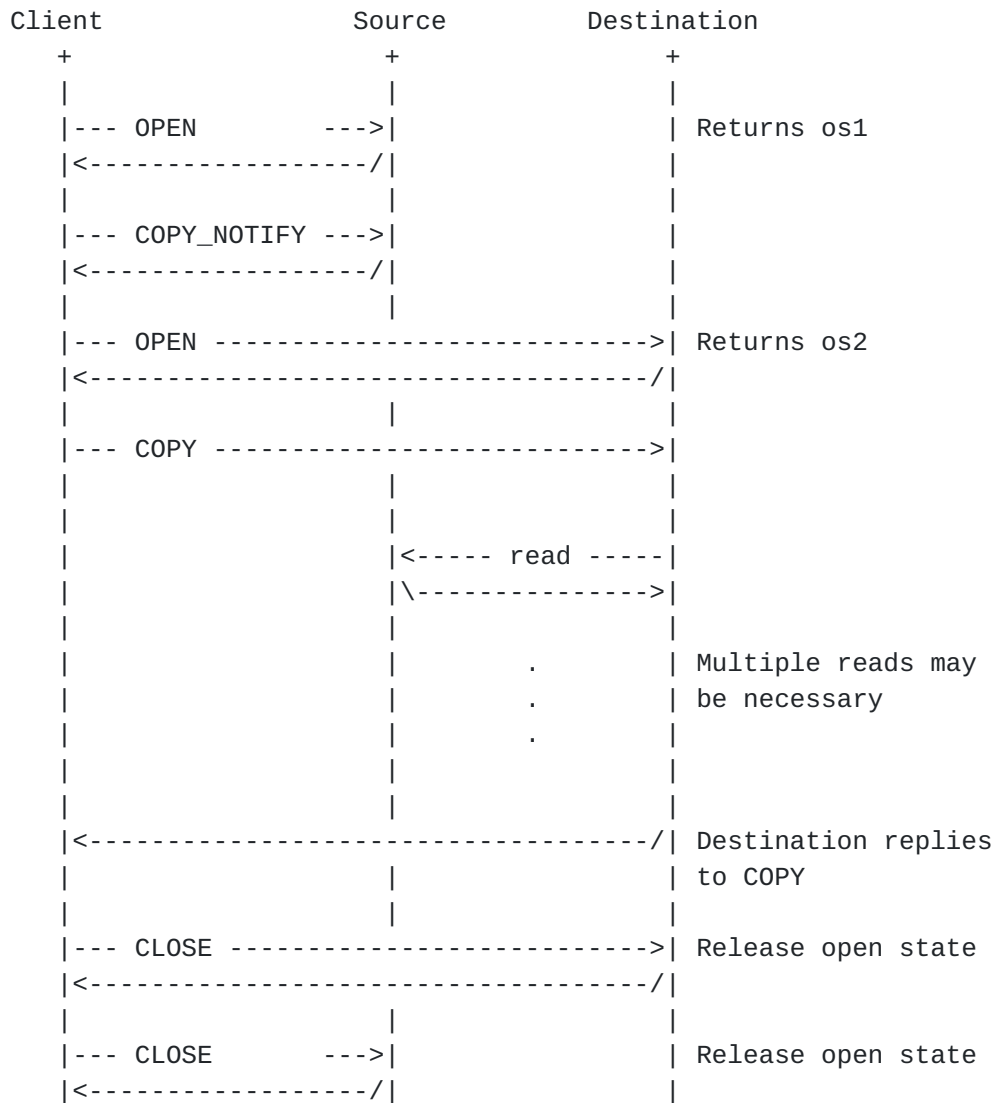 Client                Source         Destination
   +                    +                 +
   |                    |                 |
   |--- OPEN        --->|                 | Returns os1
   |<------------------/|                 |
   |                    |                 |
   |--- COPY_NOTIFY --->|                 |
   |<------------------/|                 |
   |                    |                 |
   |--- OPEN ---------------------------->| Returns os2
   |<------------------------------------/|
   |                    |                 |
   |--- COPY ---------------------------->|
   |                    |                 |
   |                    |                 |
   |                    |<----- read -----|
   |                    |\--------------->|
   |                    |                 |
   |                    |        .        | Multiple reads may
   |                    |        .        | be necessary
   |                    |        .        |
   |                    |                 |
   |                    |                 |
   |<------------------------------------/| Destination replies
   |                    |                 | to COPY
   |                    |                 |
   |--- CLOSE --------------------------->| Release open state
   |<------------------------------------/|
   |                    |                 |
   |--- CLOSE       --->|                 | Release open state
   |<------------------/|                 |